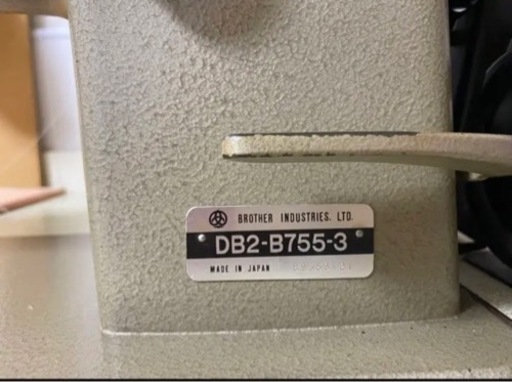 BROTHER INDUSTRIES. LTD.
DB2-B755-3
MADE IN JAPAN